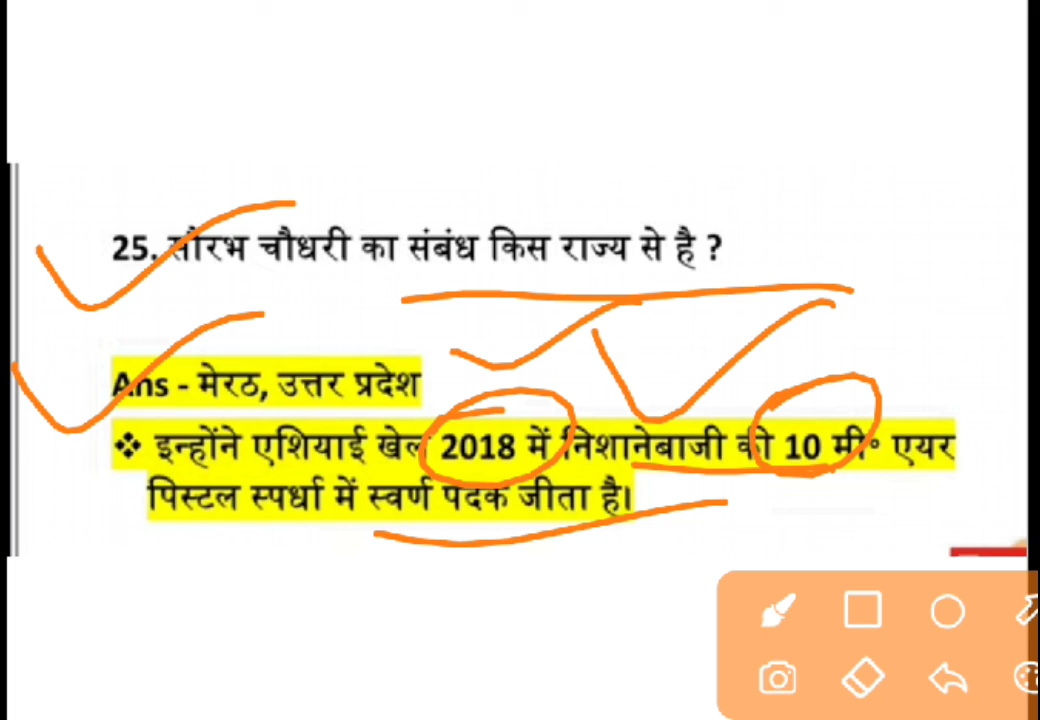 25. सौरभ चौधरी का संबंध किस राज्य से है ?
Ans - मेरठ, उत्तर प्रदेश
❖ इन्होंने एशियाई खेल 2018 में निशानेबाजी की 10 मी॰ एयर
पिस्टल स्पर्धा में स्वर्ण पदक जीता है।